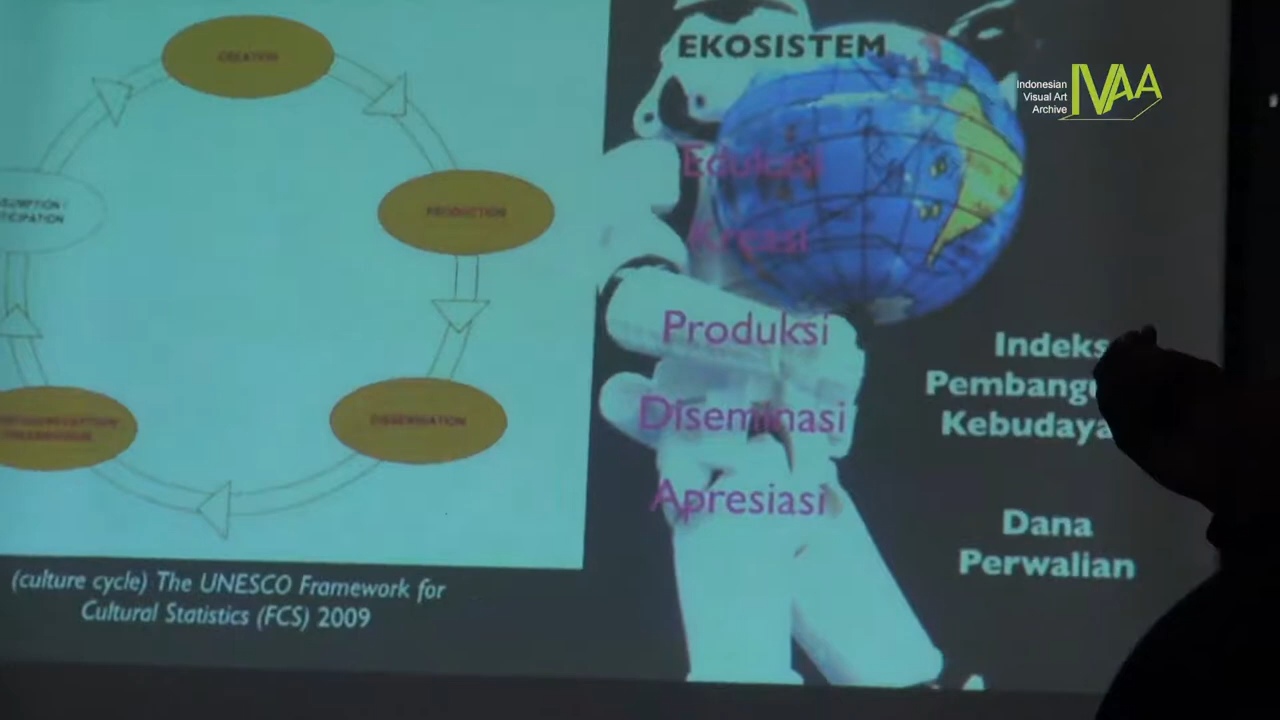 CREATION
PRODUCTION
DISSEMINATION
(culture cycle) The UNESCO Framework for
Cultural Statistics (FCS) 2009
EKOSISTEM
Edukasi
Kreasi
Produksi
Diseminasi
Apresiasi
Indeks
Pembangu
Kebudaya
Dana
Perwalian
Indonesian
Visual Art
Archive
IVAA